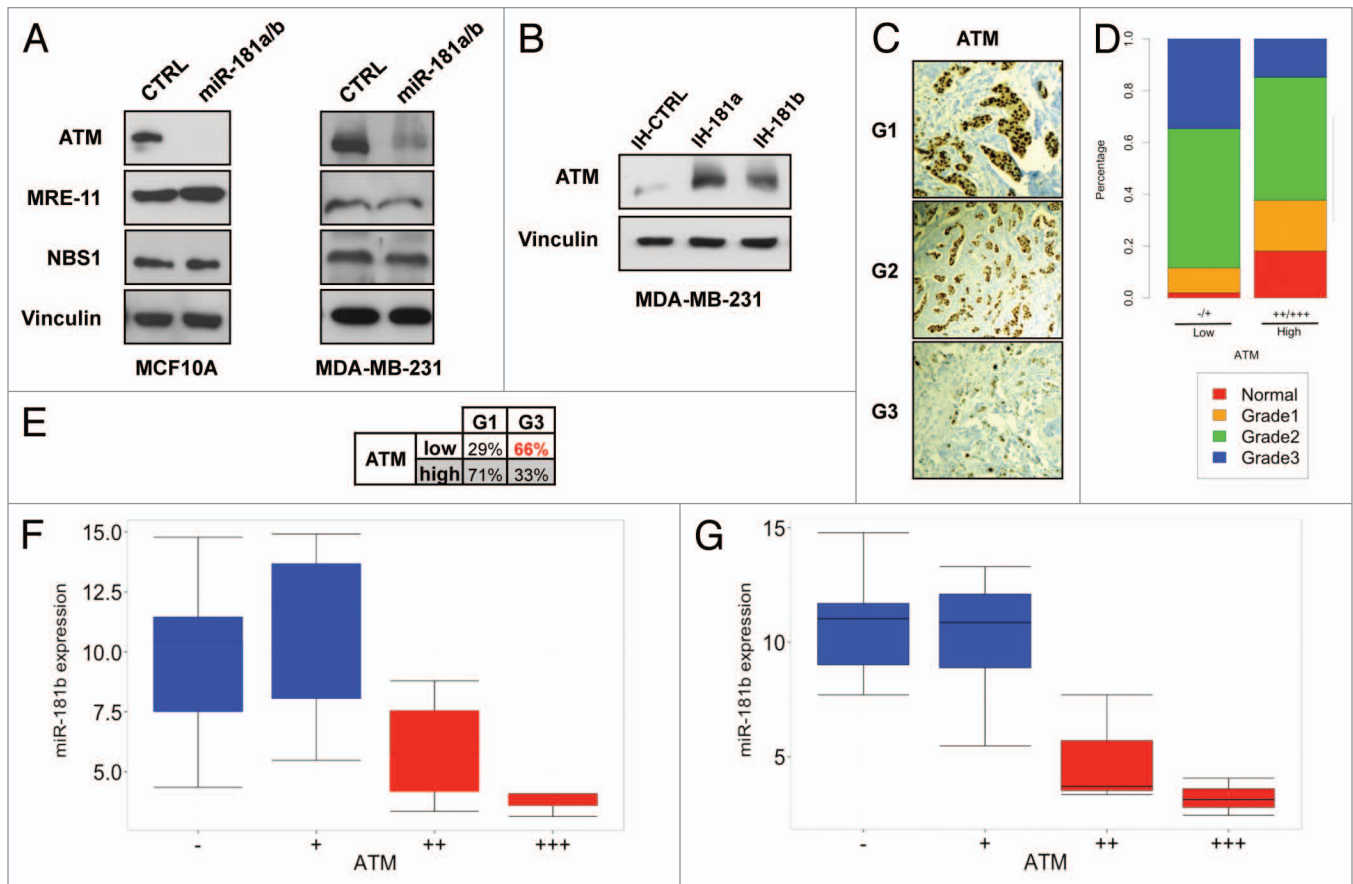 A
CTRL
miR-181a/b
CTRL
miR-181a/b
ATM
MRE-11
NBS1
Vinculin
MCF10A
MDA-MB-231
B
IH-CTRL
IH-181a
IH-181b
ATM
Vinculin
MDA-MB-231
C
ATM
G1
G2
G3
D
Percentage
1.0
0.8
0.6
0.4
0.2
0.0
-/+ ++/+++
Low High
ATM
Normal
Grade1
Grade2
Grade3
E
G1 G3
ATM low 29% 66%
high 71% 33%
F
miR-181b expression
15.0
12.5
10.0
7.5
5.0
- + ++ +++
ATM
G
miR-181b expression
15
10
5
- + ++ +++
ATM